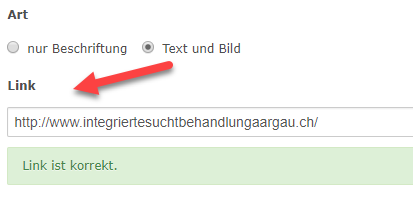 Art
nur Beschriftung Text und Bild
Link
http://www.integriertesuchtbehandlungaargau.ch/
Link ist korrekt.